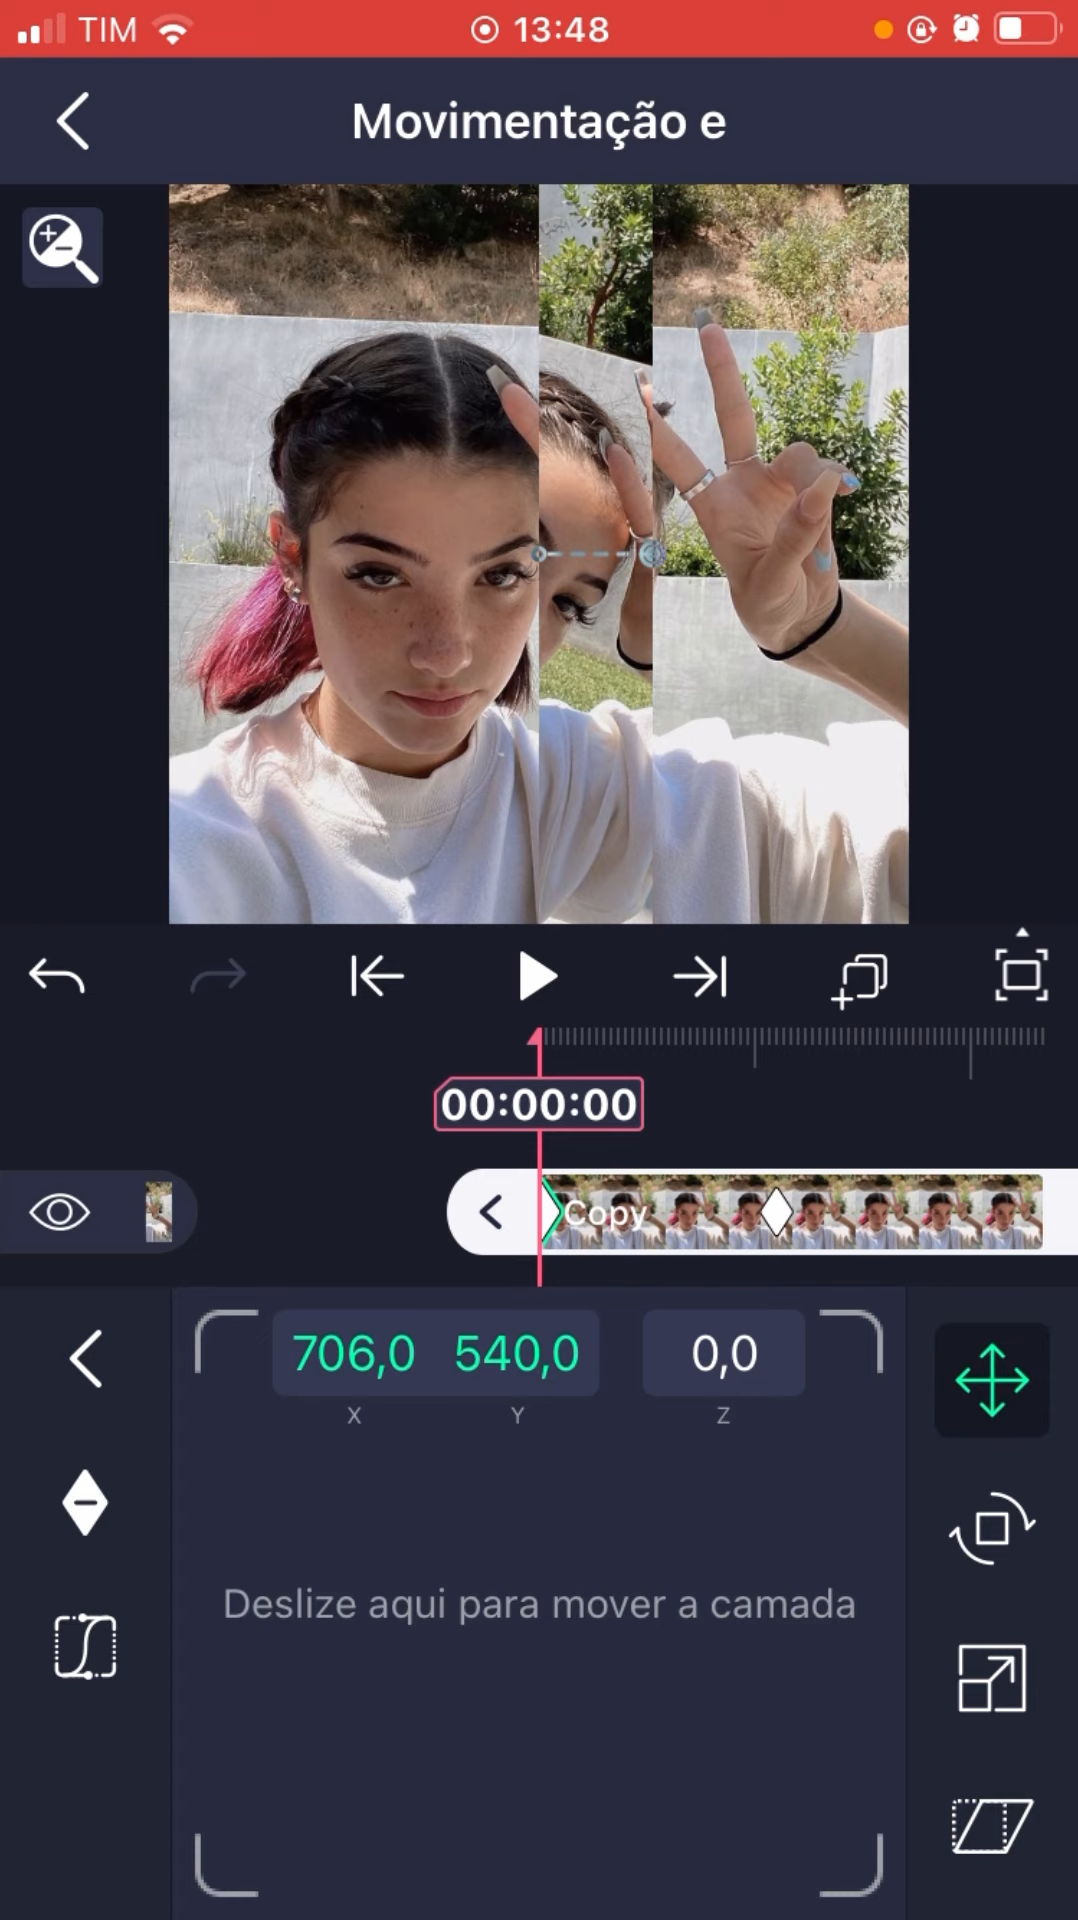 TIM 13:48
Movimentação e
00:00:00
Copy
706,0 540,0 0,0
X Y Z
Deslize aqui para mover a camada